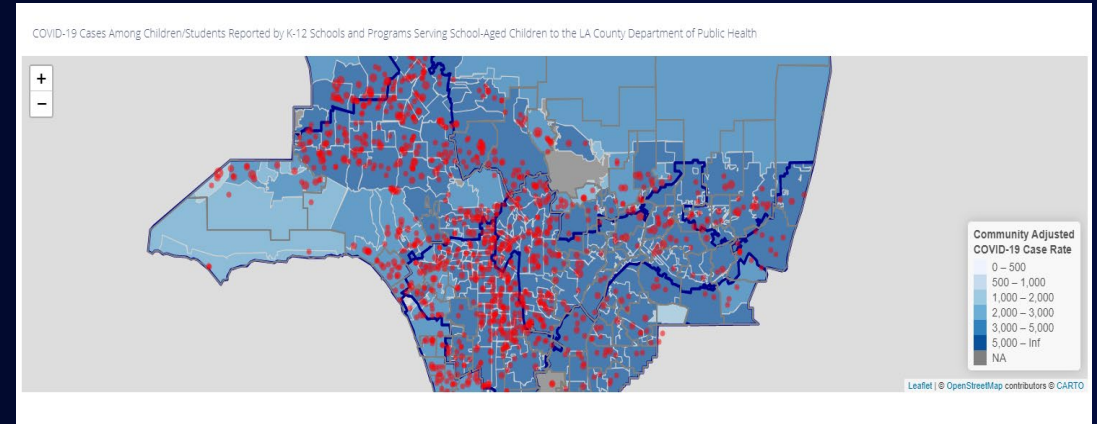 COVID-19 Cases Among Children/Students Reported by K-12 Schools and Programs Serving School-Aged Children to the LA County Department of Public Health
+
−
Community Adjusted
COVID-19 Case Rate
0 – 500
500 – 1,000
1,000 – 2,000
2,000 – 3,000
3,000 – 5,000
5,000 – Inf
NA
Leaflet | © OpenStreetMap contributors © CARTO